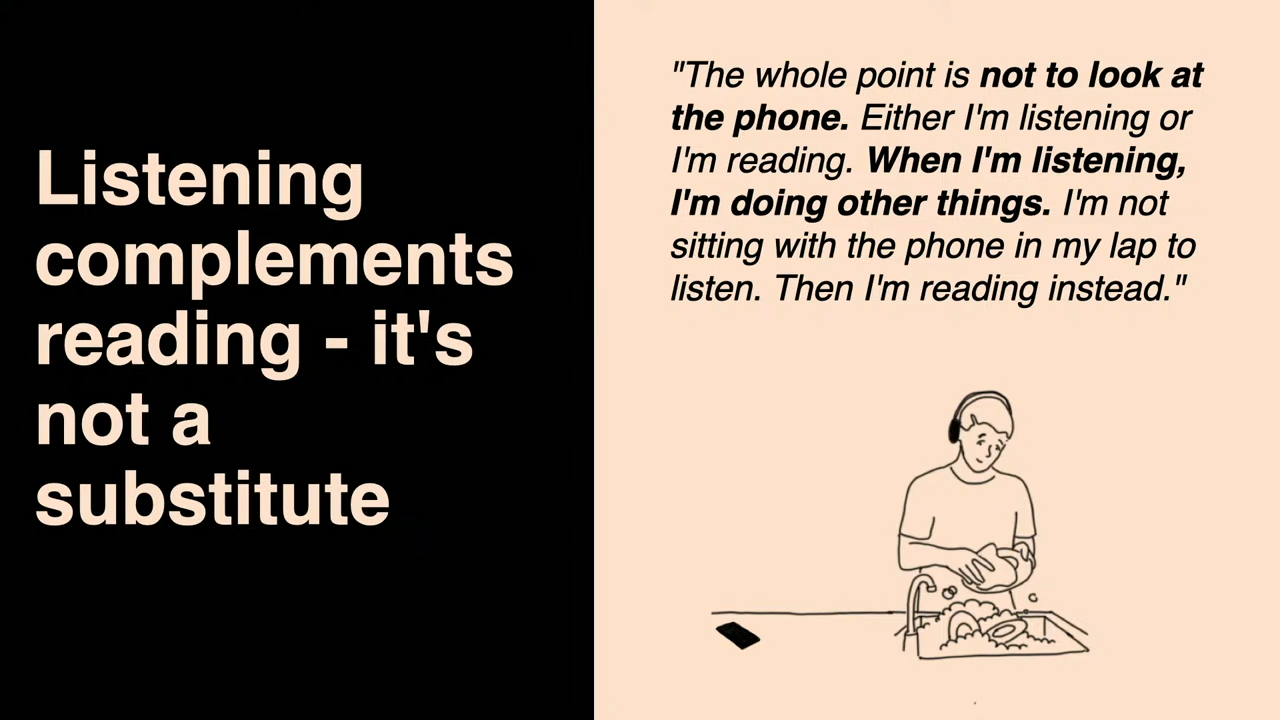 Listening
complements
reading - it's
not a
substitute
"The whole point is not to look at
the phone. Either I'm listening or
I'm reading. When I'm listening,
I'm doing other things. I'm not
sitting with the phone in my lap to
listen. Then I'm reading instead."